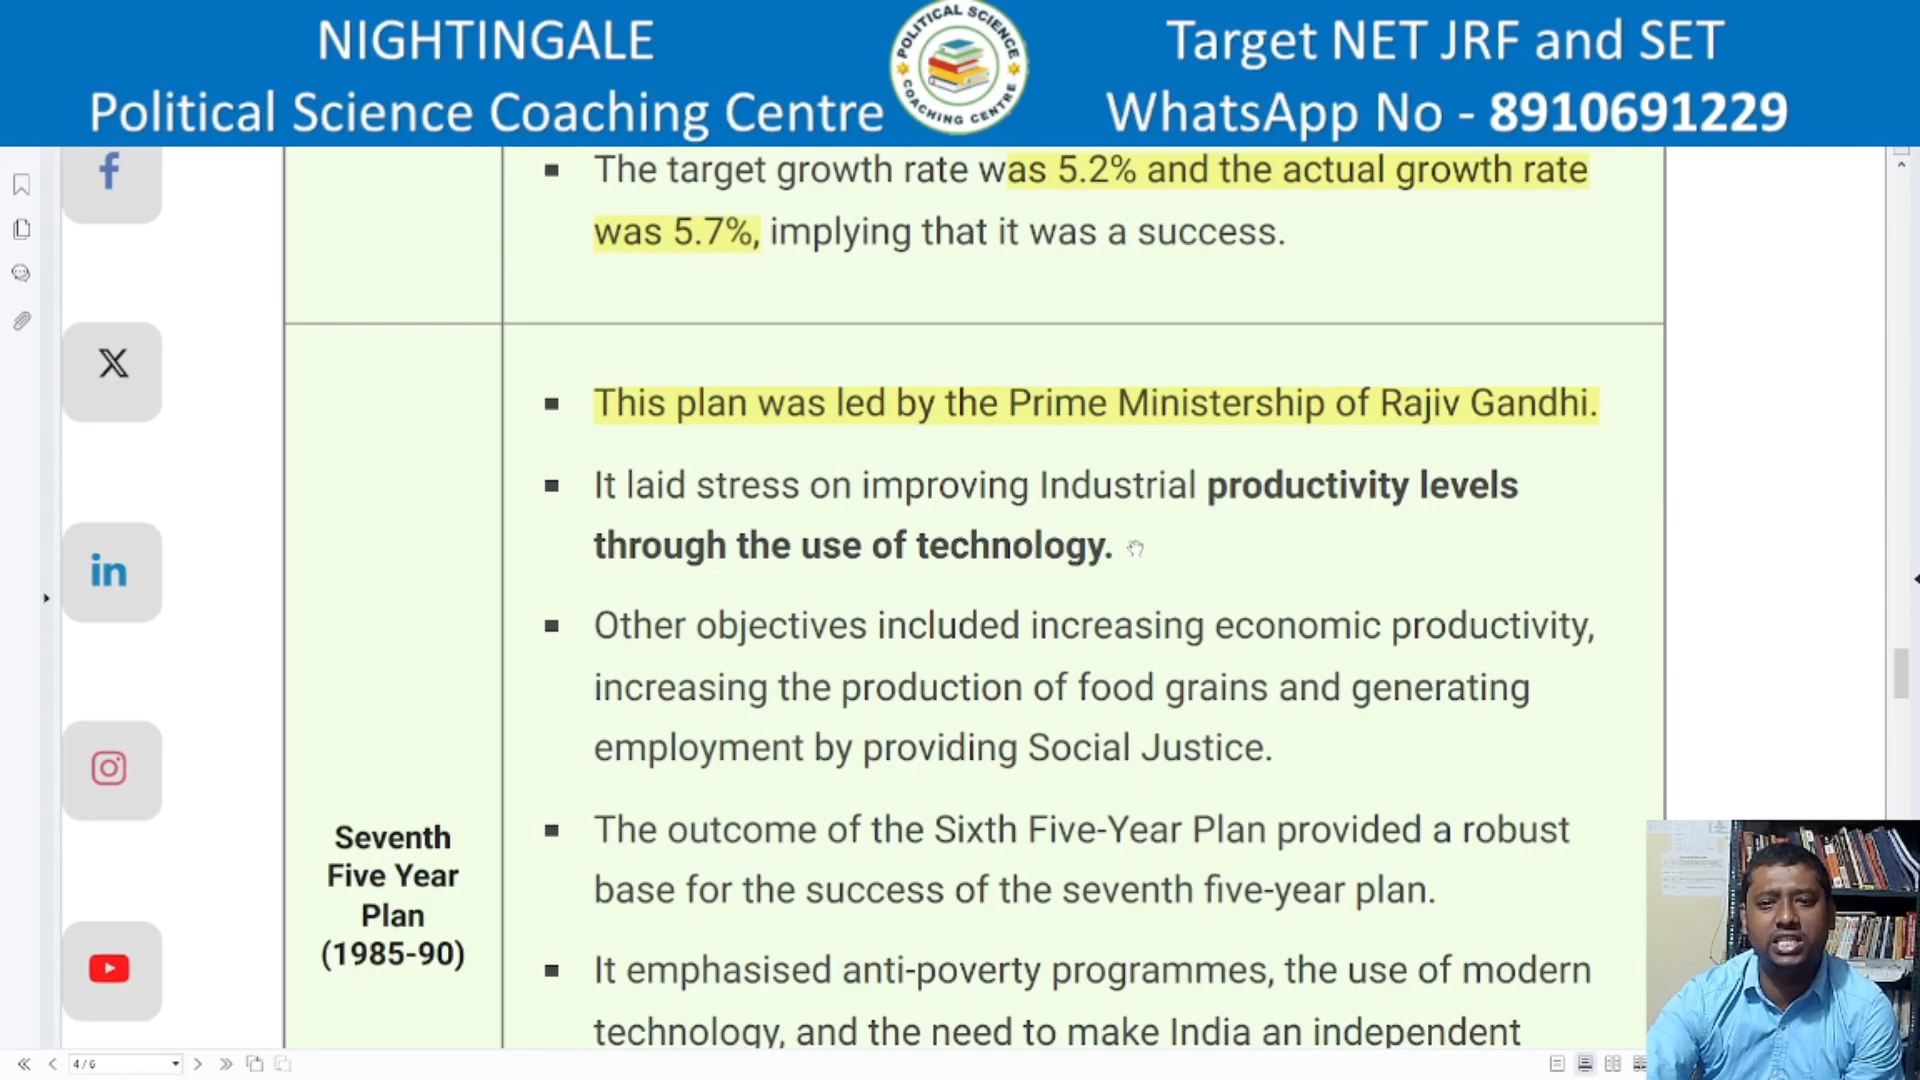 NIGHTINGALE
Political Science Coaching Centre
POLITICAL SCIENCE
COACHING CENTRE
Target NET JRF and SET
WhatsApp No - 8910691229
▪ The target growth rate was 5.2% and the actual growth rate
was 5.7%, implying that it was a success.
Seventh
Five Year
Plan
(1985-90)
▪ This plan was led by the Prime Ministership of Rajiv Gandhi.
▪ It laid stress on improving Industrial productivity levels
through the use of technology.
▪ Other objectives included increasing economic productivity,
increasing the production of food grains and generating
employment by providing Social Justice.
▪ The outcome of the Sixth Five-Year Plan provided a robust
base for the success of the seventh five-year plan.
▪ It emphasised anti-poverty programmes, the use of modern
technology, and the need to make India an independent
in
4/6